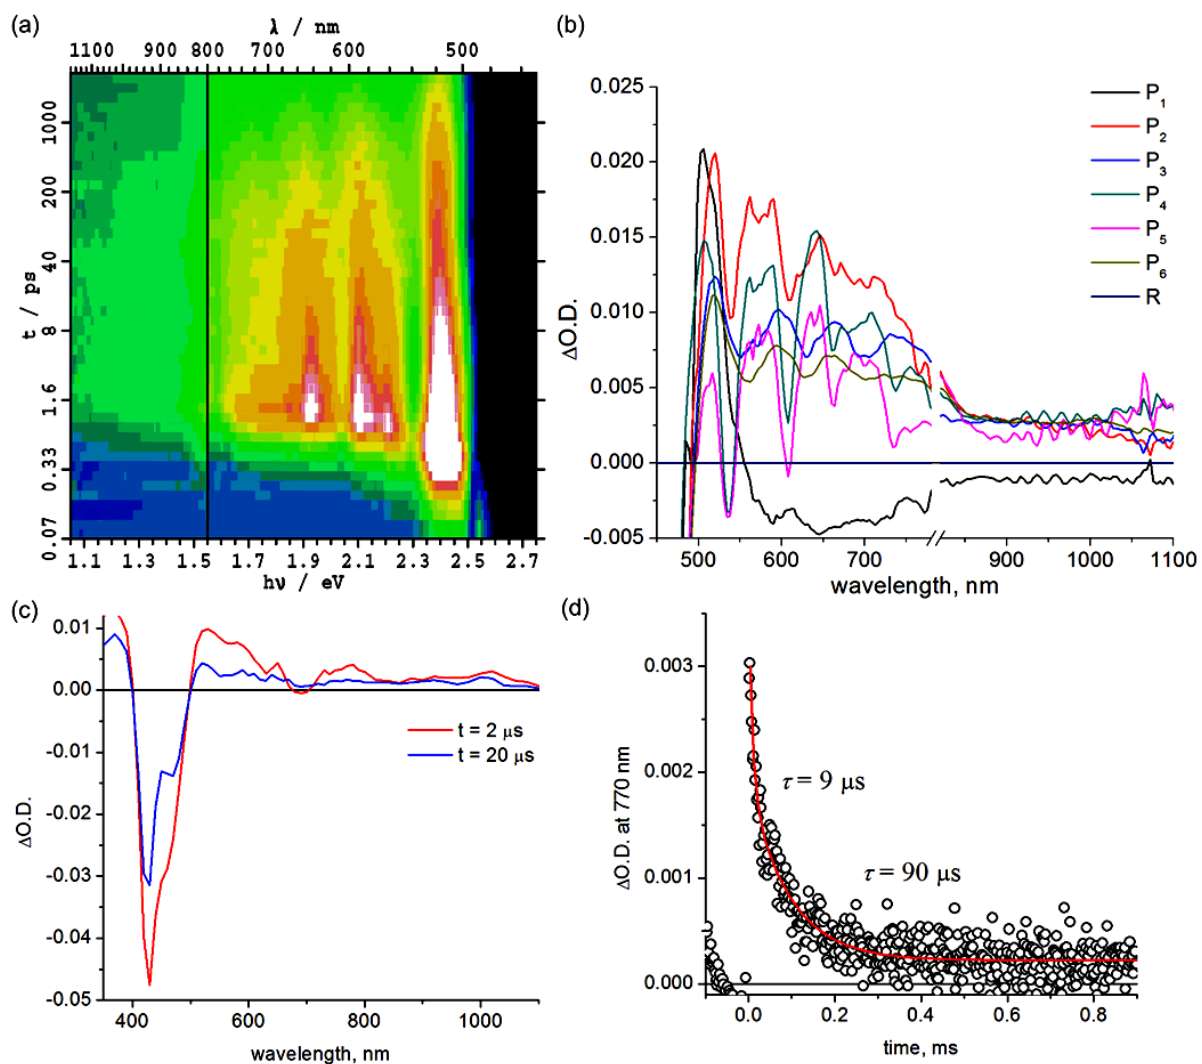 (a)
λ / nm
1100 900 800 700 600 500
t / ps
1000
200
40
8
1.6
0.33
0.07
1.1 1.3 1.5 1.7 1.9 2.1 2.3 2.5 2.7
hν / eV
(b)
ΔO.D.
0.025
0.020
0.015
0.010
0.005
0.000
-0.005
P1
P2
P3
P4
P5
P6
R
500 600 700 900 1000 1100
wavelength, nm
(c)
ΔO.D.
0.01
0.00
-0.01
-0.02
-0.03
-0.04
-0.05
t = 2 μs
t = 20 μs
400 600 800 1000
wavelength, nm
(d)
ΔO.D. at 770 nm
0.003
0.002
0.001
0.000
τ = 9 μs
τ = 90 μs
0.0 0.2 0.4 0.6 0.8
time, ms